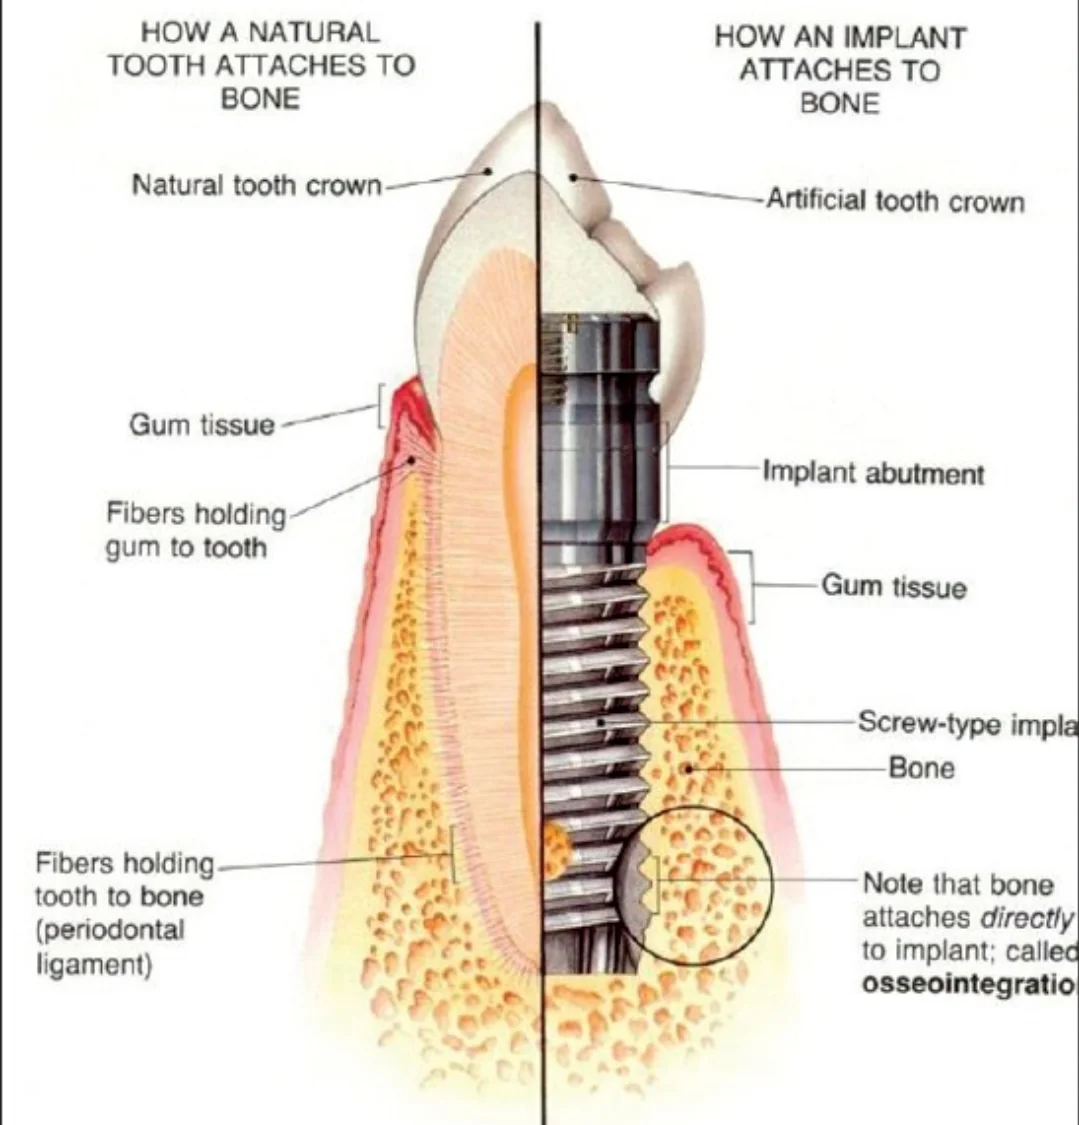 HOW A NATURAL
TOOTH ATTACHES TO
BONE
Natural tooth crown
Gum tissue
Fibers holding
gum to tooth
Fibers holding
tooth to bone
(periodontal
ligament)
HOW AN IMPLANT
ATTACHES TO
BONE
Artificial tooth crown
Implant abutment
Gum tissue
Screw-type impla
Bone
Note that bone
attaches directly
to implant; called
osseointegratio